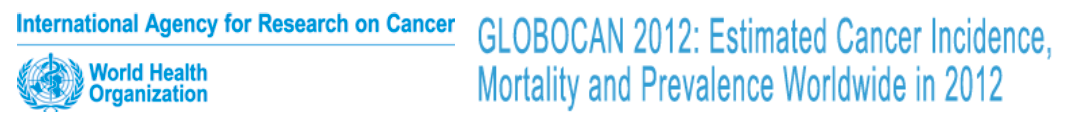 International Agency for Research on Cancer
World Health
Organization
GLOBOCAN 2012: Estimated Cancer Incidence,
Mortality and Prevalence Worldwide in 2012